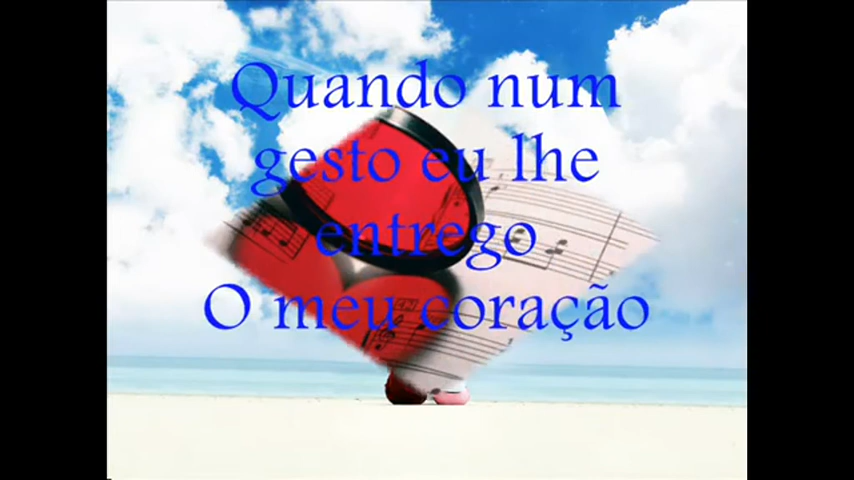 Quando num
gesto eu lhe
entrego
O meu coração